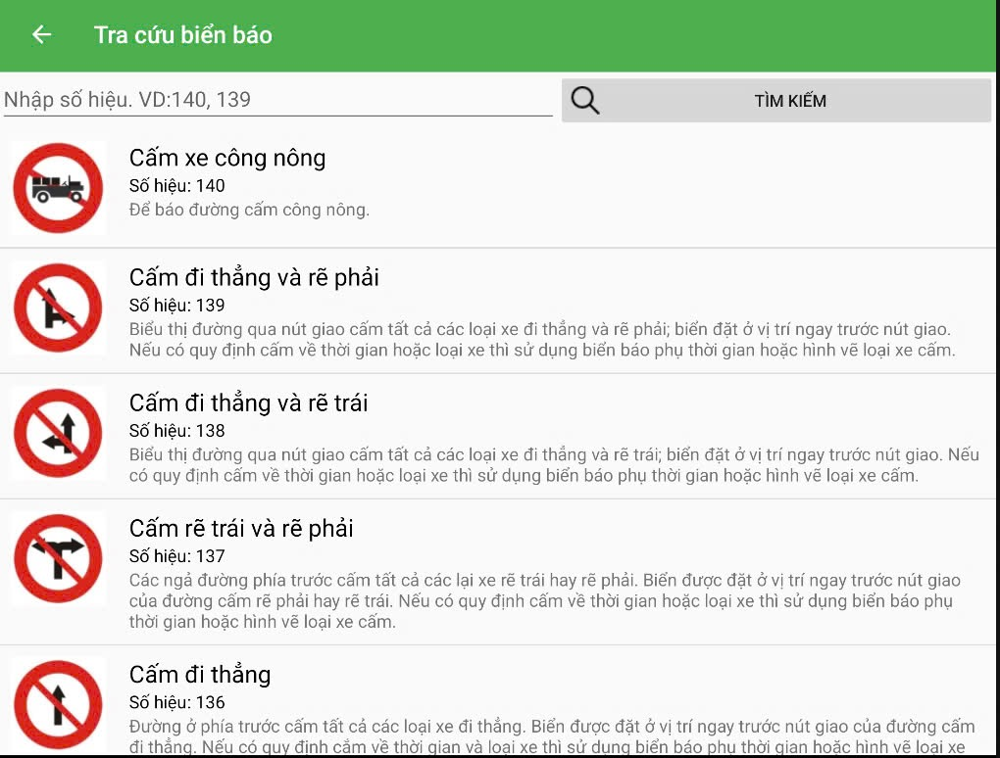 Tra cứu biển báo
Nhập số hiệu. VD:140, 139
TÌM KIẾM
Cấm xe công nông
Số hiệu: 140
Để báo đường cấm công nông.
Cấm đi thẳng và rẽ phải
Số hiệu: 139
Biểu thị đường qua nút giao cấm tất cả các loại xe đi thẳng và rẽ phải; biển đặt ở vị trí ngay trước nút giao.
Nếu có quy định cấm về thời gian hoặc loại xe thì sử dụng biển báo phụ thời gian hoặc hình vẽ loại xe cấm.
Cấm đi thẳng và rẽ trái
Số hiệu: 138
Biểu thị đường qua nút giao cấm tất cả các loại xe đi thẳng và rẽ trái; biển đặt ở vị trí ngay trước nút giao. Nếu
có quy định cấm về thời gian hoặc loại xe thì sử dụng biển báo phụ thời gian hoặc hình vẽ loại xe cấm.
Cấm rẽ trái và rẽ phải
Số hiệu: 137
Các ngả đường phía trước cấm tất cả các lại xe rẽ trái hay rẽ phải. Biển được đặt ở vị trí ngay trước nút giao
của đường cấm rẽ phải hay rẽ trái. Nếu có quy định cấm về thời gian hoặc loại xe thì sử dụng biển báo phụ
thời gian hoặc hình vẽ loại xe cấm.
Cấm đi thẳng
Số hiệu: 136
Đường ở phía trước cấm tất cả các loại xe đi thẳng. Biển được đặt ở vị trí ngay trước nút giao của đường cấm
đi thẳng. Nếu có quy định cắm về thời gian và loại xe thì sử dụng biển báo phụ thời gian hoặc hình vẽ loại xe